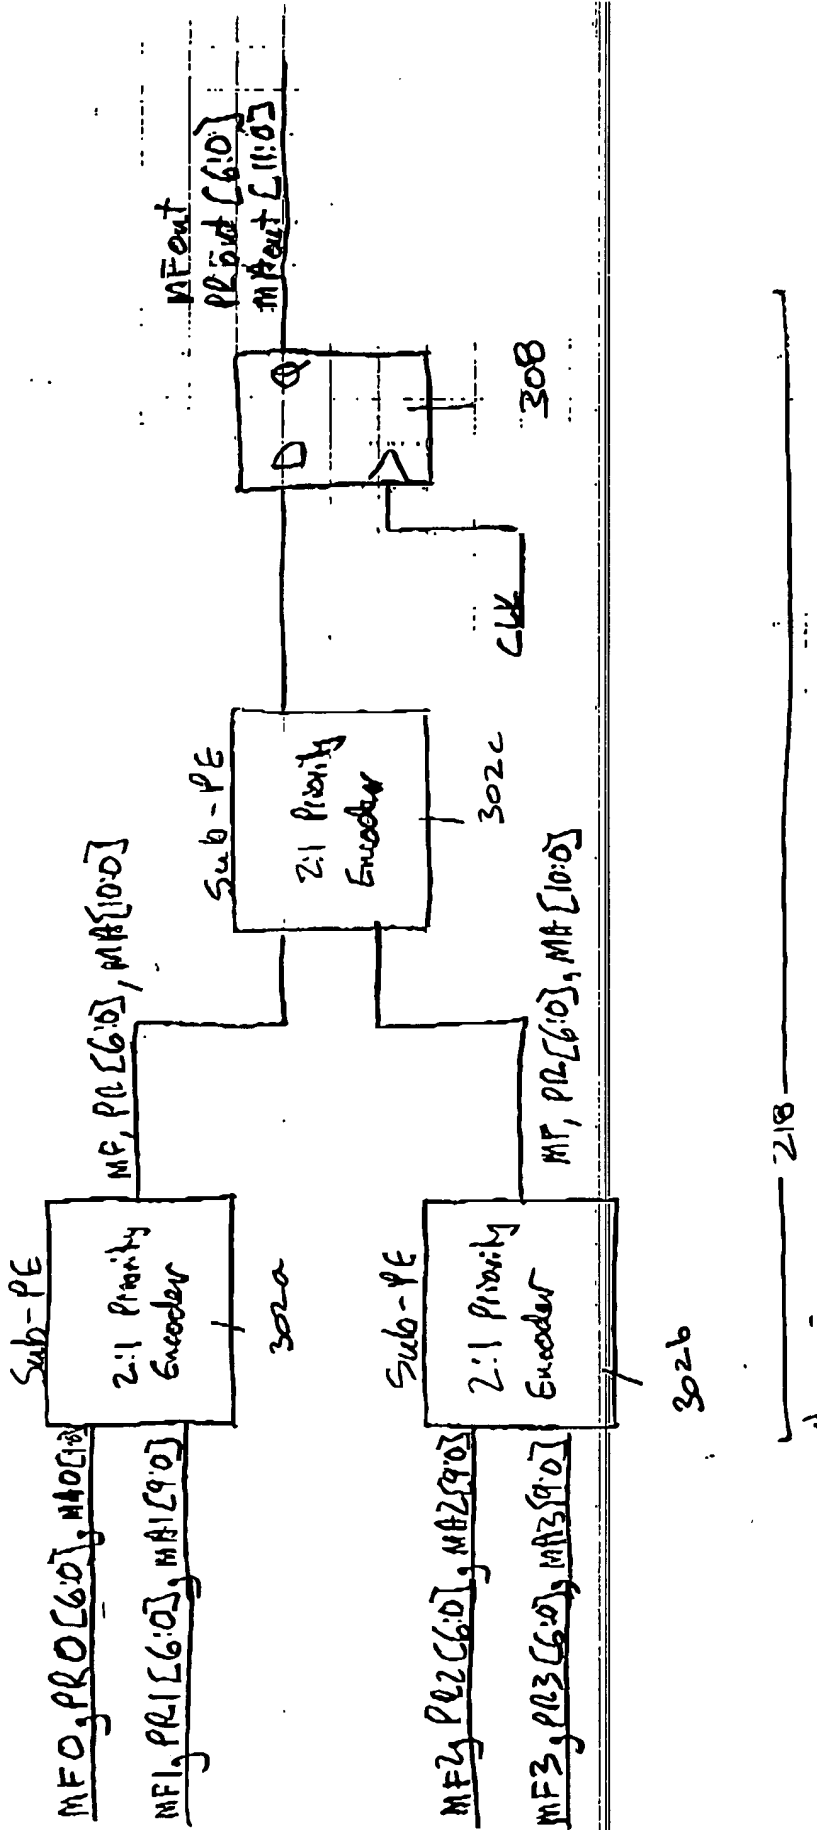 MF0, PR0[6:0], MA0[9:0]
MF1, PR1[6:0], MA1[9:0]
Sub-PE
2:1 Priority
Encoder
302a
MF2, PR2[6:0], MA2[9:0]
MF3, PR3[6:0], MA3[9:0]
Sub-PE
2:1 Priority
Encoder
302b
MF, PR[6:0], MA[10:0]
MF, PR[6:0], MA[10:0]
Sub-PE
2:1 Priority
Encoder
302c
CLK
D Q
308
MFout
PRout[6:0]
MAout[11:0]
218